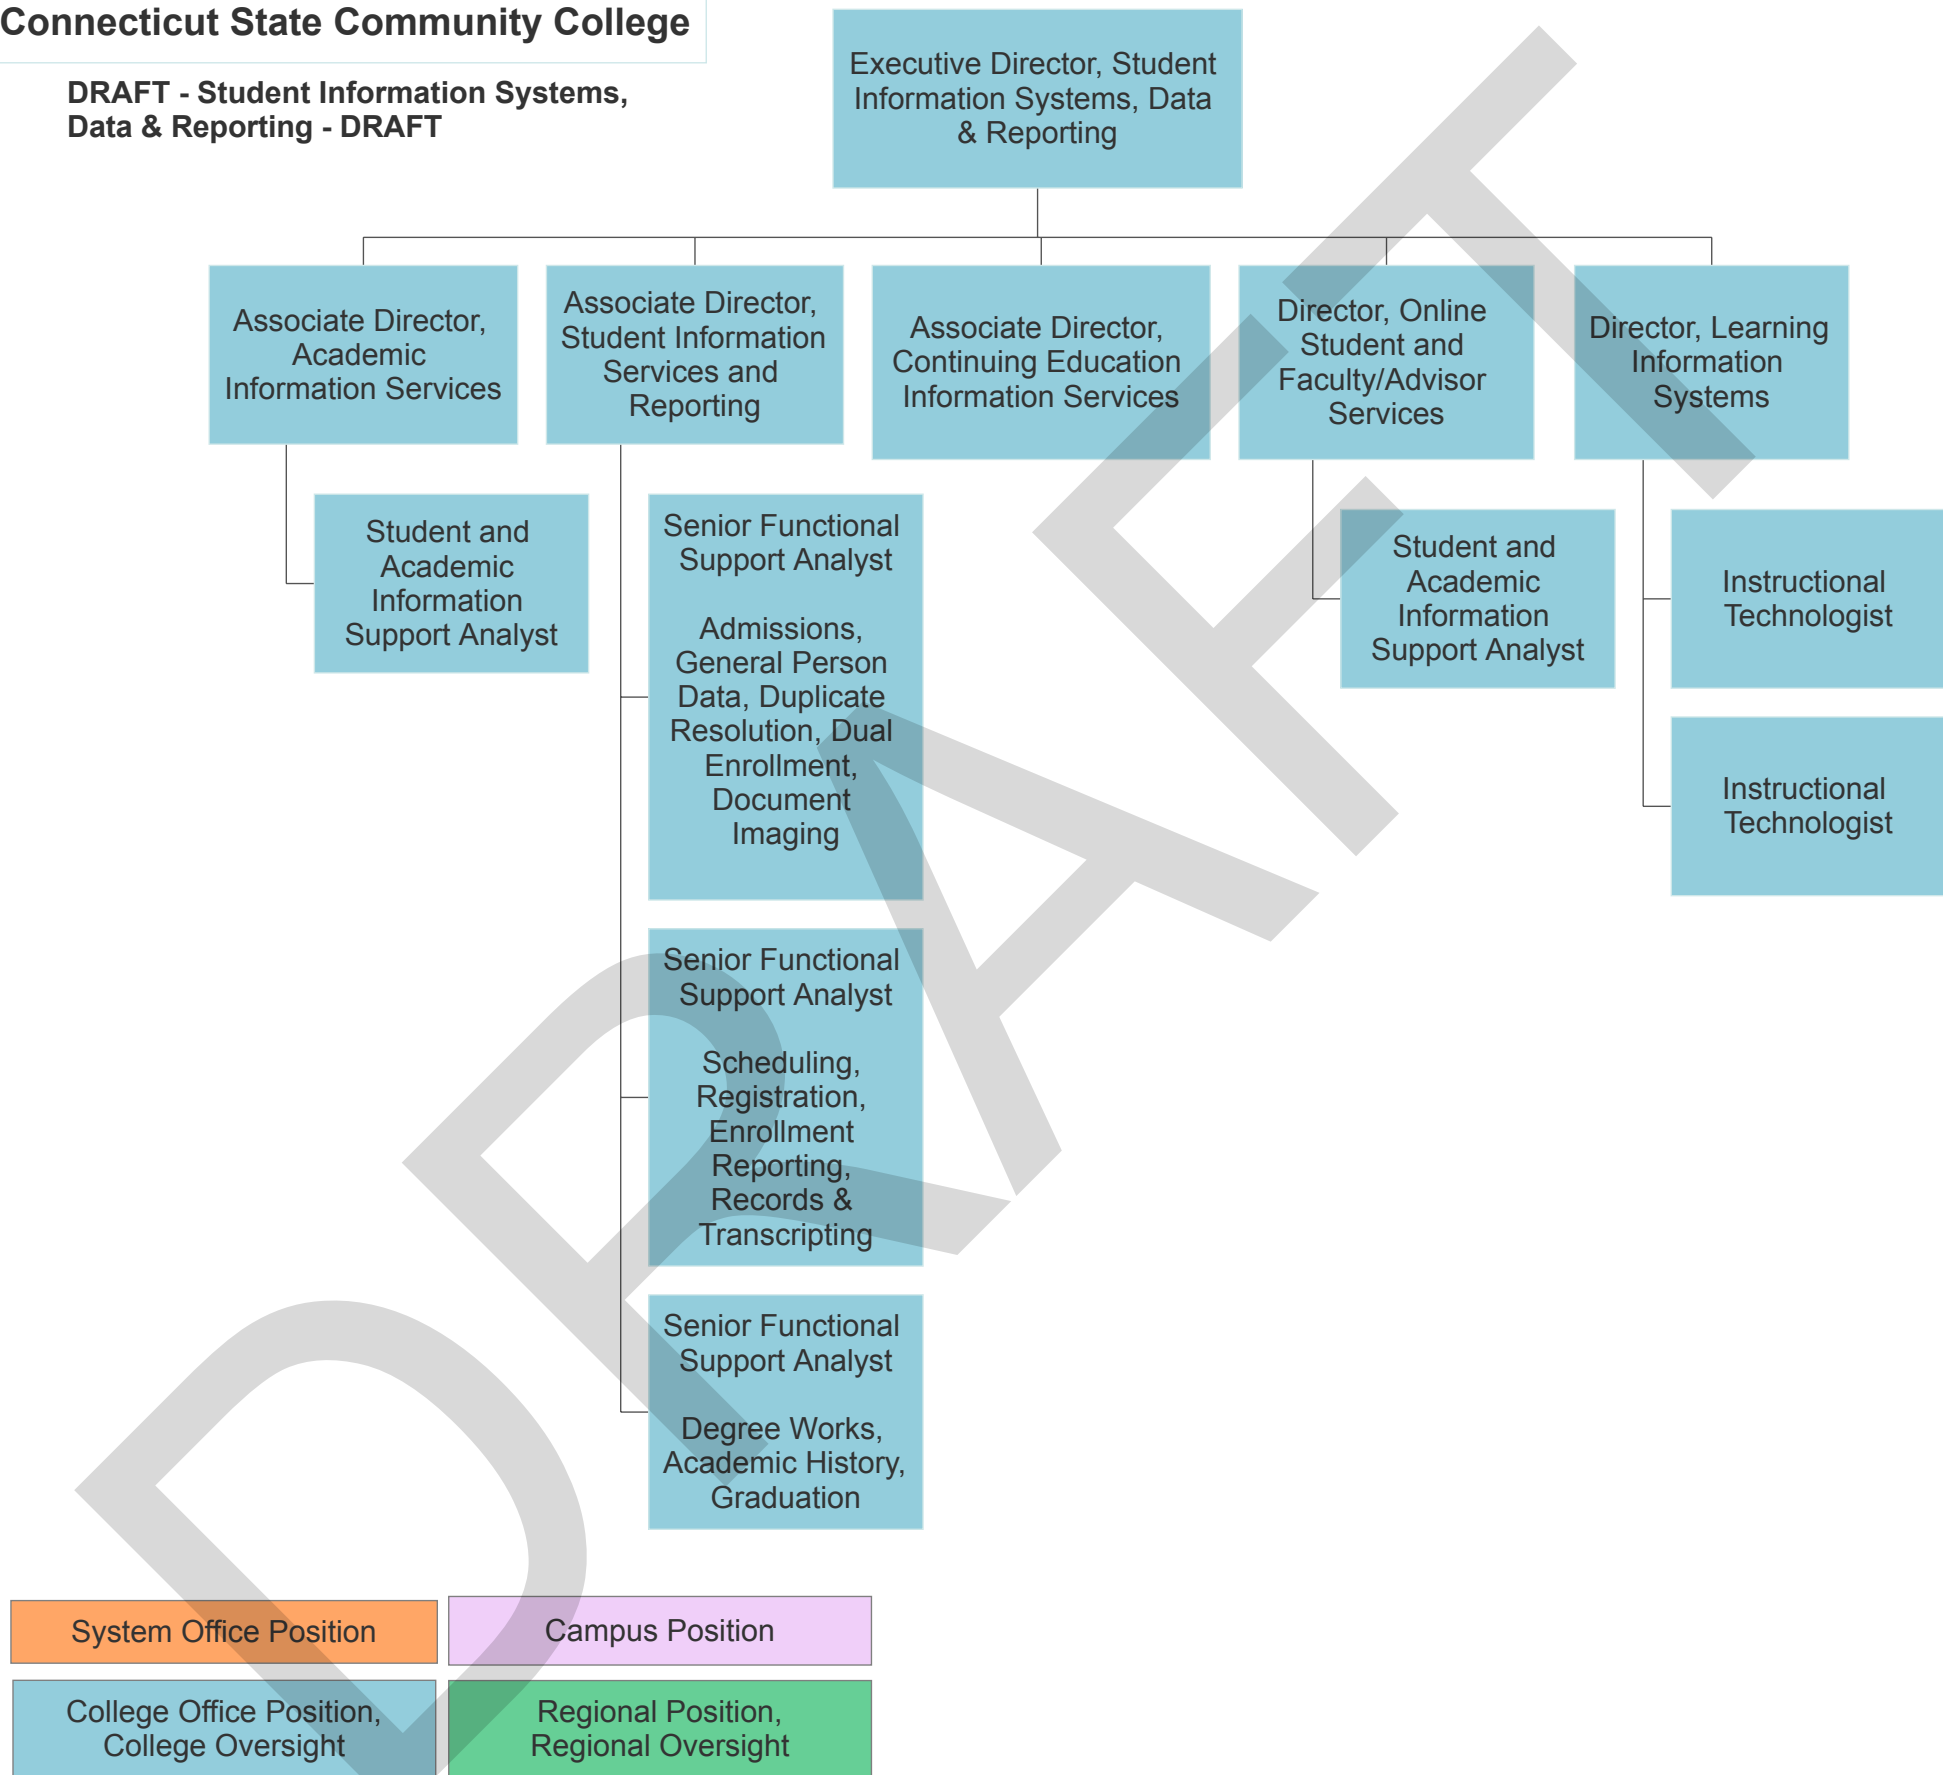 Connecticut State Community College
DRAFT - Student Information Systems,
Data & Reporting - DRAFT
Executive Director, Student
Information Systems, Data
& Reporting
Associate Director,
Academic
Information Services
Associate Director,
Student Information
Services and
Reporting
Associate Director,
Continuing Education
Information Services
Director, Online
Student and
Faculty/Advisor
Services
Director, Learning
Information
Systems
Student and
Academic
Information
Support Analyst
Senior Functional
Support Analyst
Admissions,
General Person
Data, Duplicate
Resolution, Dual
Enrollment,
Document
Imaging
Senior Functional
Support Analyst
Scheduling,
Registration,
Enrollment
Reporting,
Records &
Transcripting
Senior Functional
Support Analyst
Degree Works,
Academic History,
Graduation
Student and
Academic
Information
Support Analyst
Instructional
Technologist
Instructional
Technologist
System Office Position
Campus Position
College Office Position,
College Oversight
Regional Position,
Regional Oversight
DRAFT